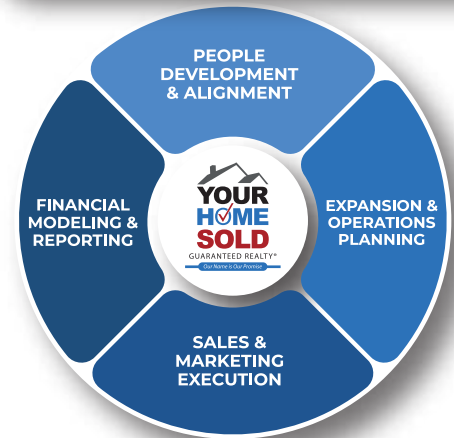 PEOPLE
DEVELOPMENT
& ALIGNMENT
FINANCIAL
MODELING &
REPORTING
YOUR
HOME
SOLD
GUARANTEED REALTY®
Our Name is Our Promise
EXPANSION &
OPERATIONS
PLANNING
SALES &
MARKETING
EXECUTION